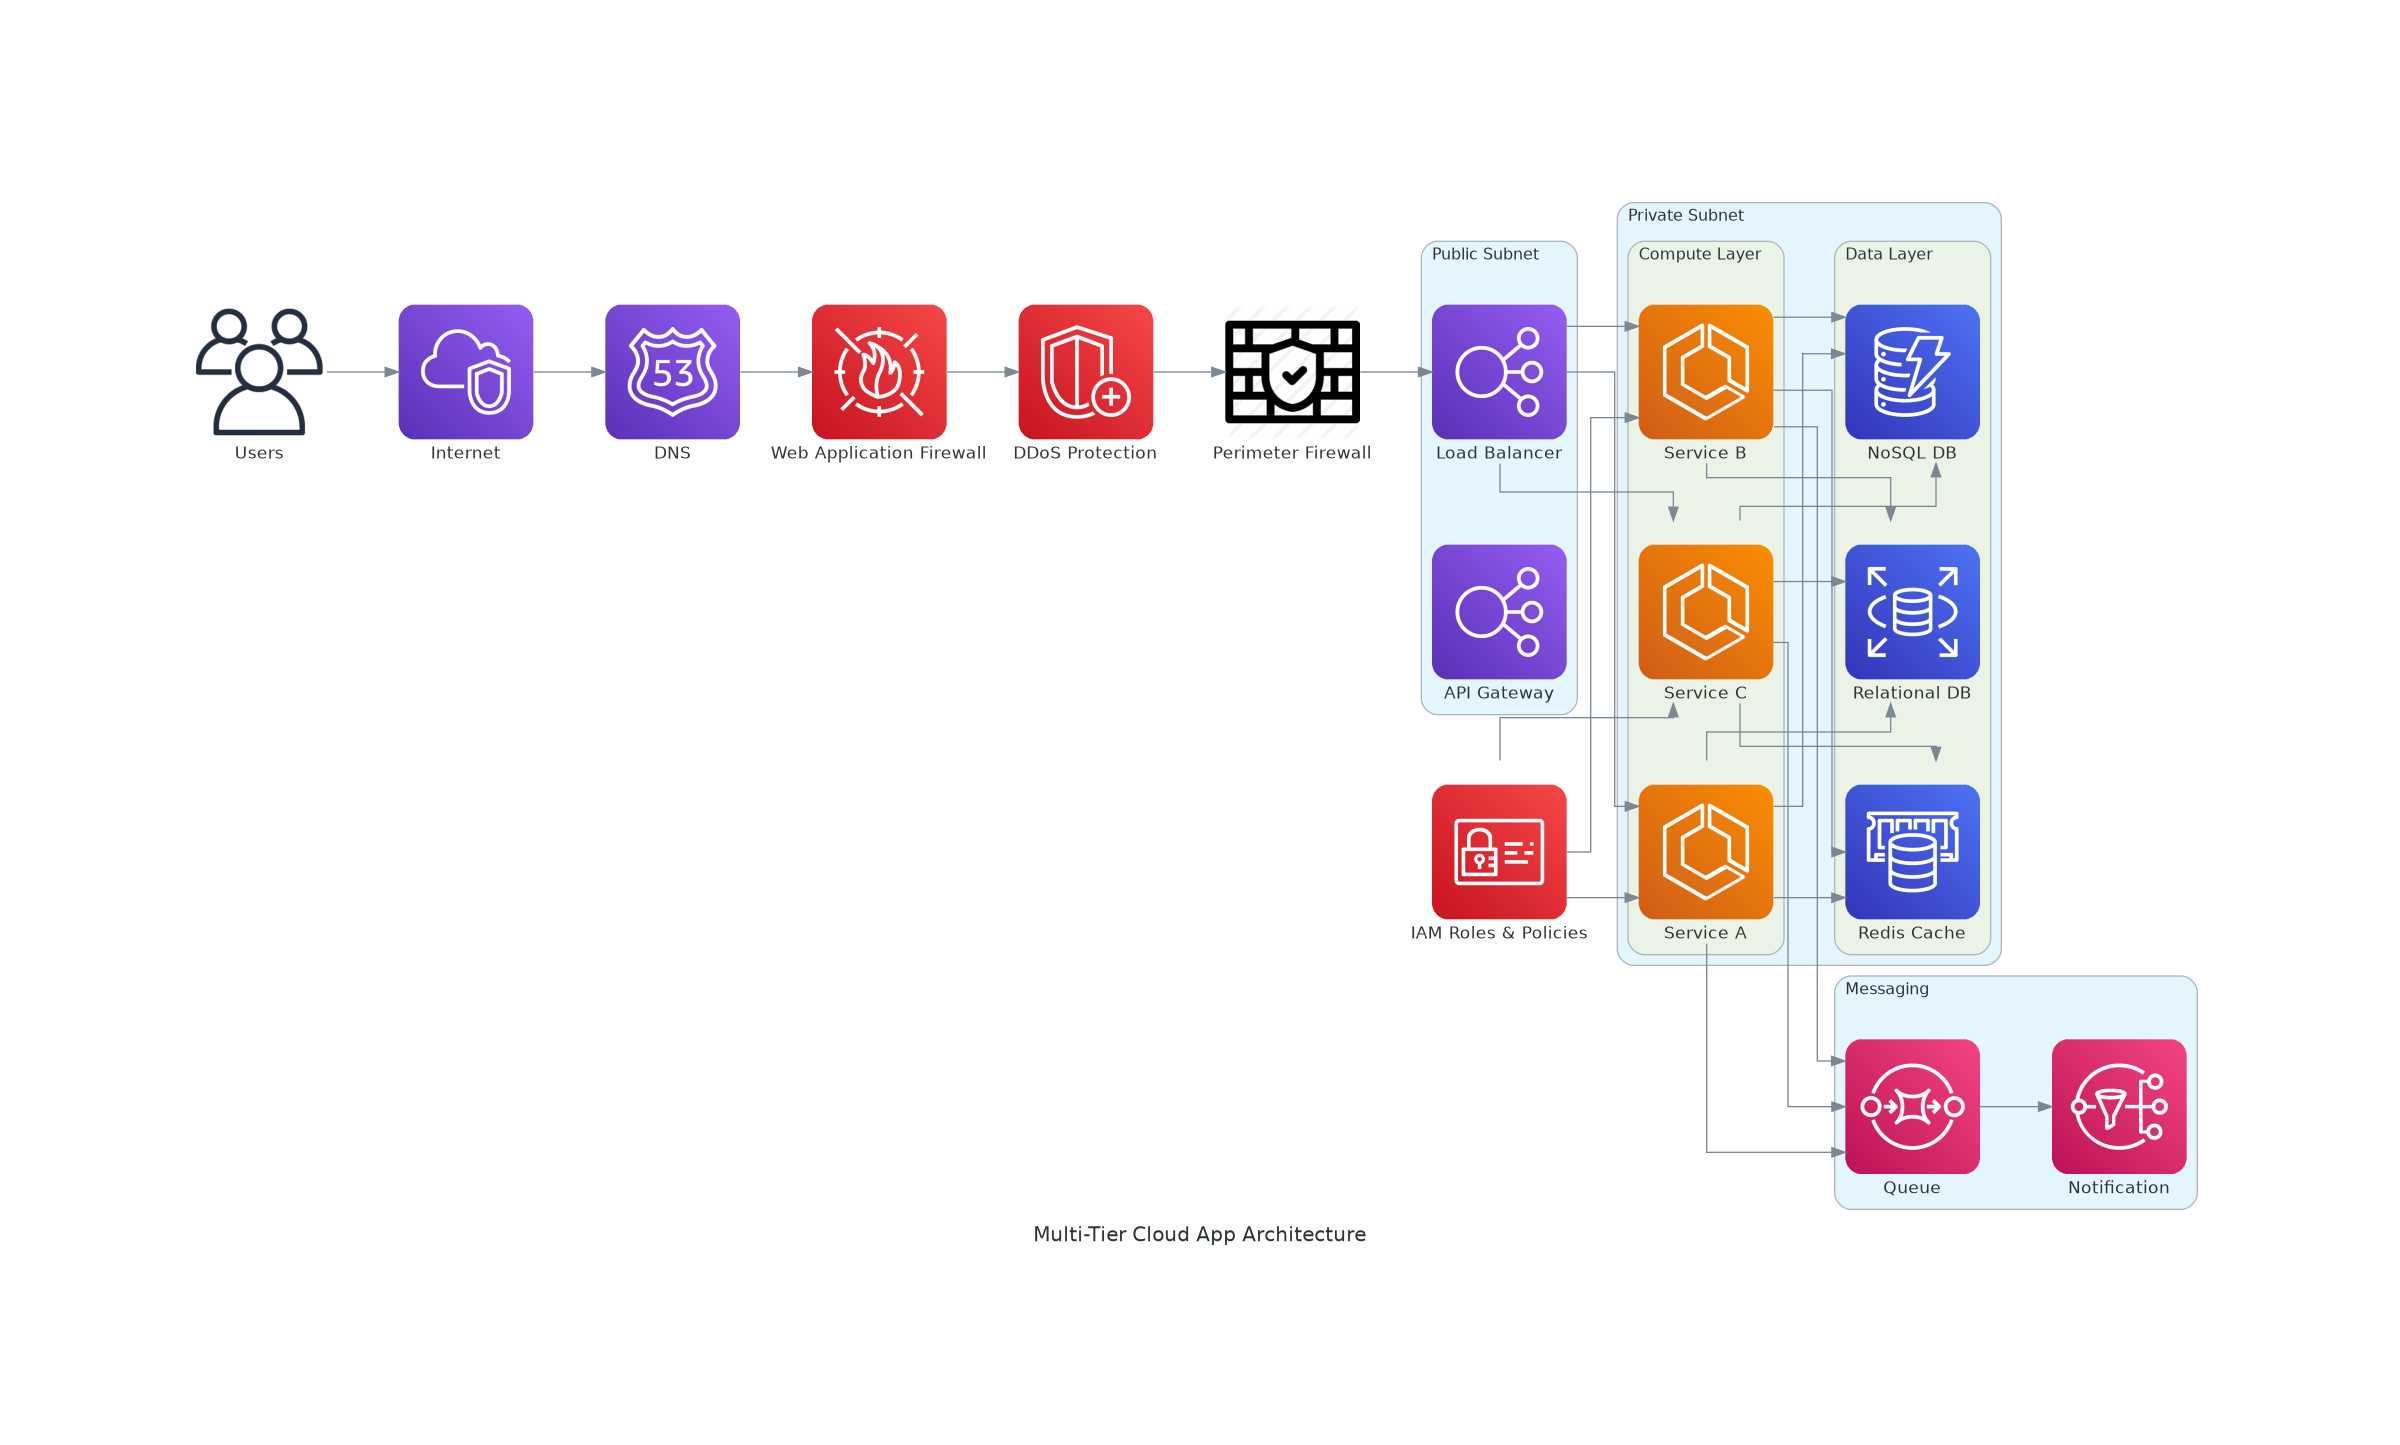 Private Subnet
Public Subnet
Compute Layer
Data Layer
53
Users
Internet
DNS
Web Application Firewall
DDoS Protection
Perimeter Firewall
Load Balancer
Service B
NoSQL DB
API Gateway
Service C
Relational DB
IAM Roles & Policies
Service A
Redis Cache
Messaging
Queue
Notification
Multi-Tier Cloud App Architecture